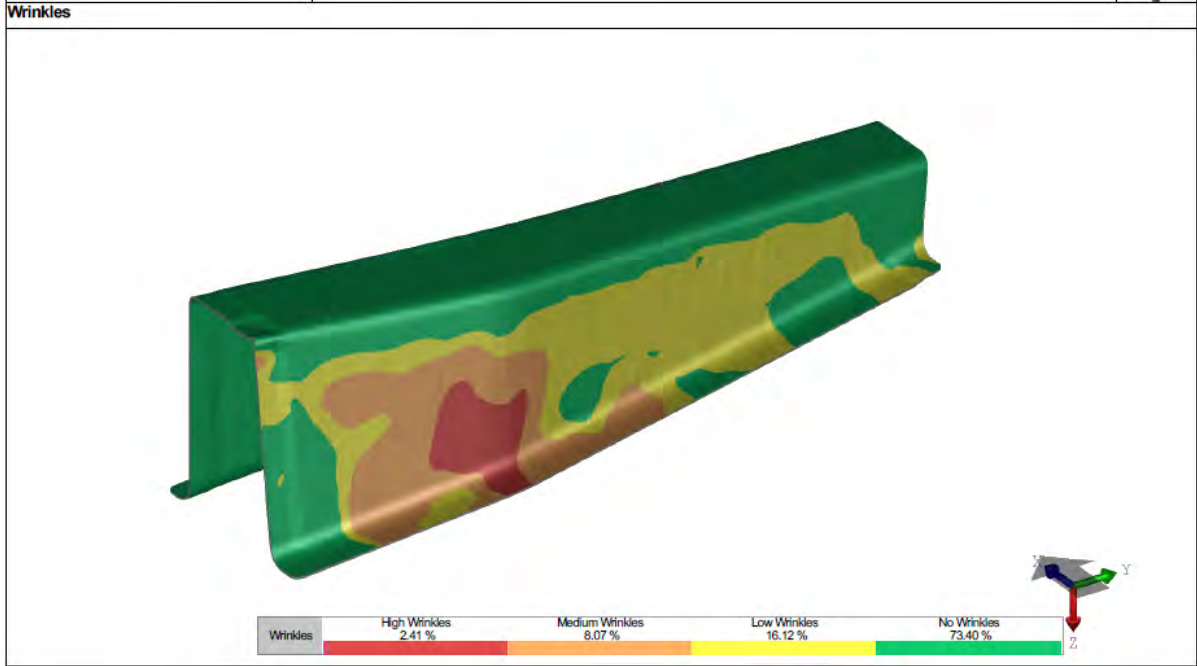 Wrinkles
X
Y
Z
Wrinkles
High Wrinkles
2.41 %
Medium Wrinkles
8.07 %
Low Wrinkles
16.12 %
No Wrinkles
73.40 %